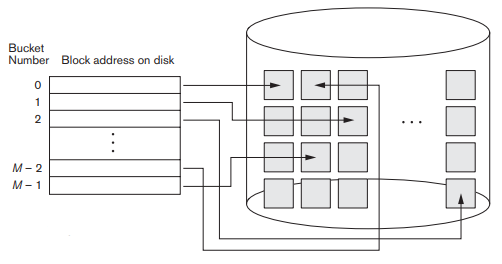 Bucket
Number Block address on disk
0
1
2
⋮
M – 2
M – 1
...